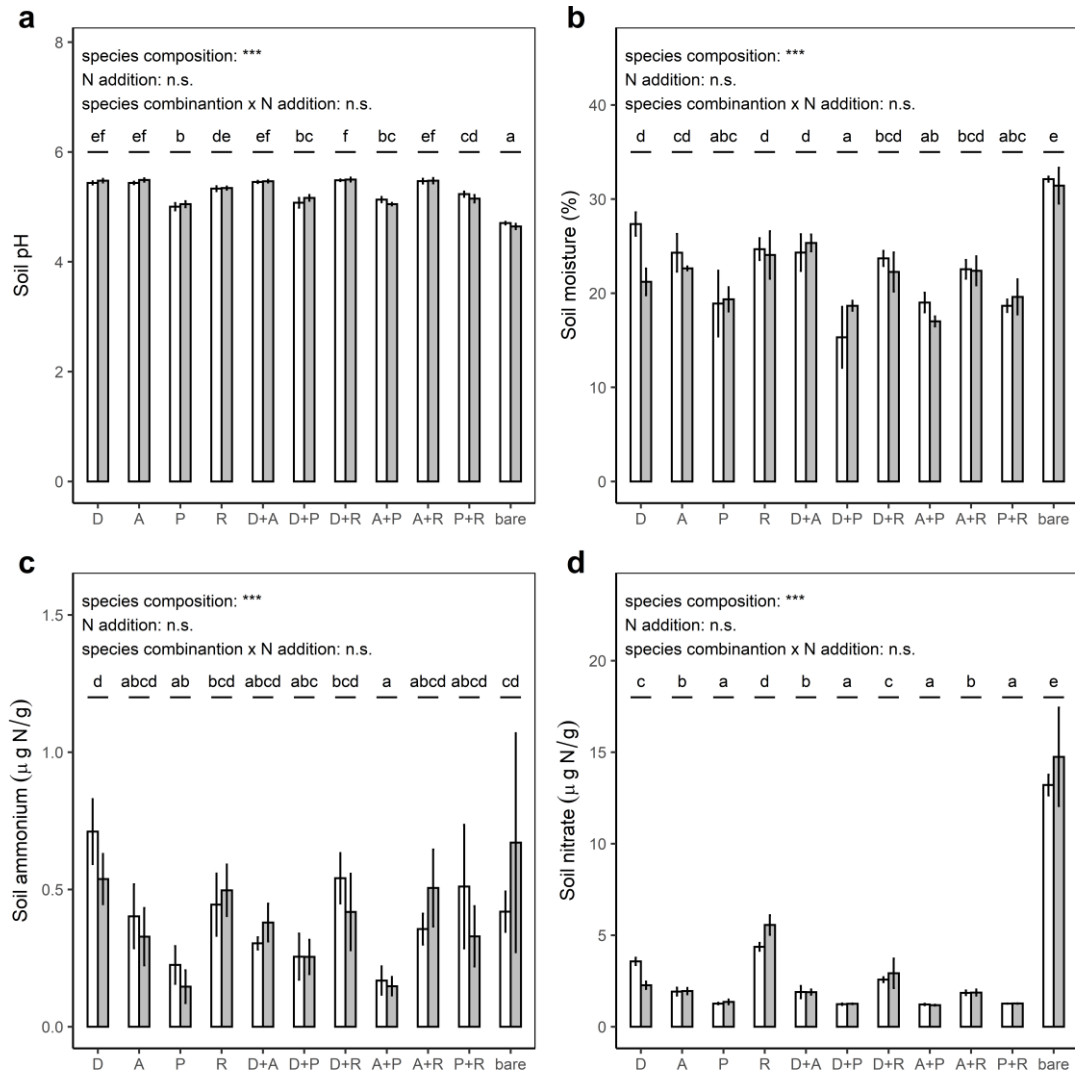 a
8
6
4
2
0
Soil pH
species composition: ***
N addition: n.s.
species combinantion x N addition: n.s.
ef ef b de ef bc f bc ef cd a
D A P R D+A D+P D+R A+P A+R P+R bare
b
40
30
20
10
0
Soil moisture (%)
species composition: ***
N addition: n.s.
species combinantion x N addition: n.s.
d cd abc d d a bcd ab bcd abc e
D A P R D+A D+P D+R A+P A+R P+R bare
c
1.5
1.0
0.5
0.0
Soil ammonium (μ g N/g)
species composition: ***
N addition: n.s.
species combinantion x N addition: n.s.
d abcd ab bcd abcd abc bcd a abcd abcd cd
D A P R D+A D+P D+R A+P A+R P+R bare
d
20
15
10
5
0
Soil nitrate (μ g N/g)
species composition: ***
N addition: n.s.
species combinantion x N addition: n.s.
c b a d b a c a b a e
D A P R D+A D+P D+R A+P A+R P+R bare